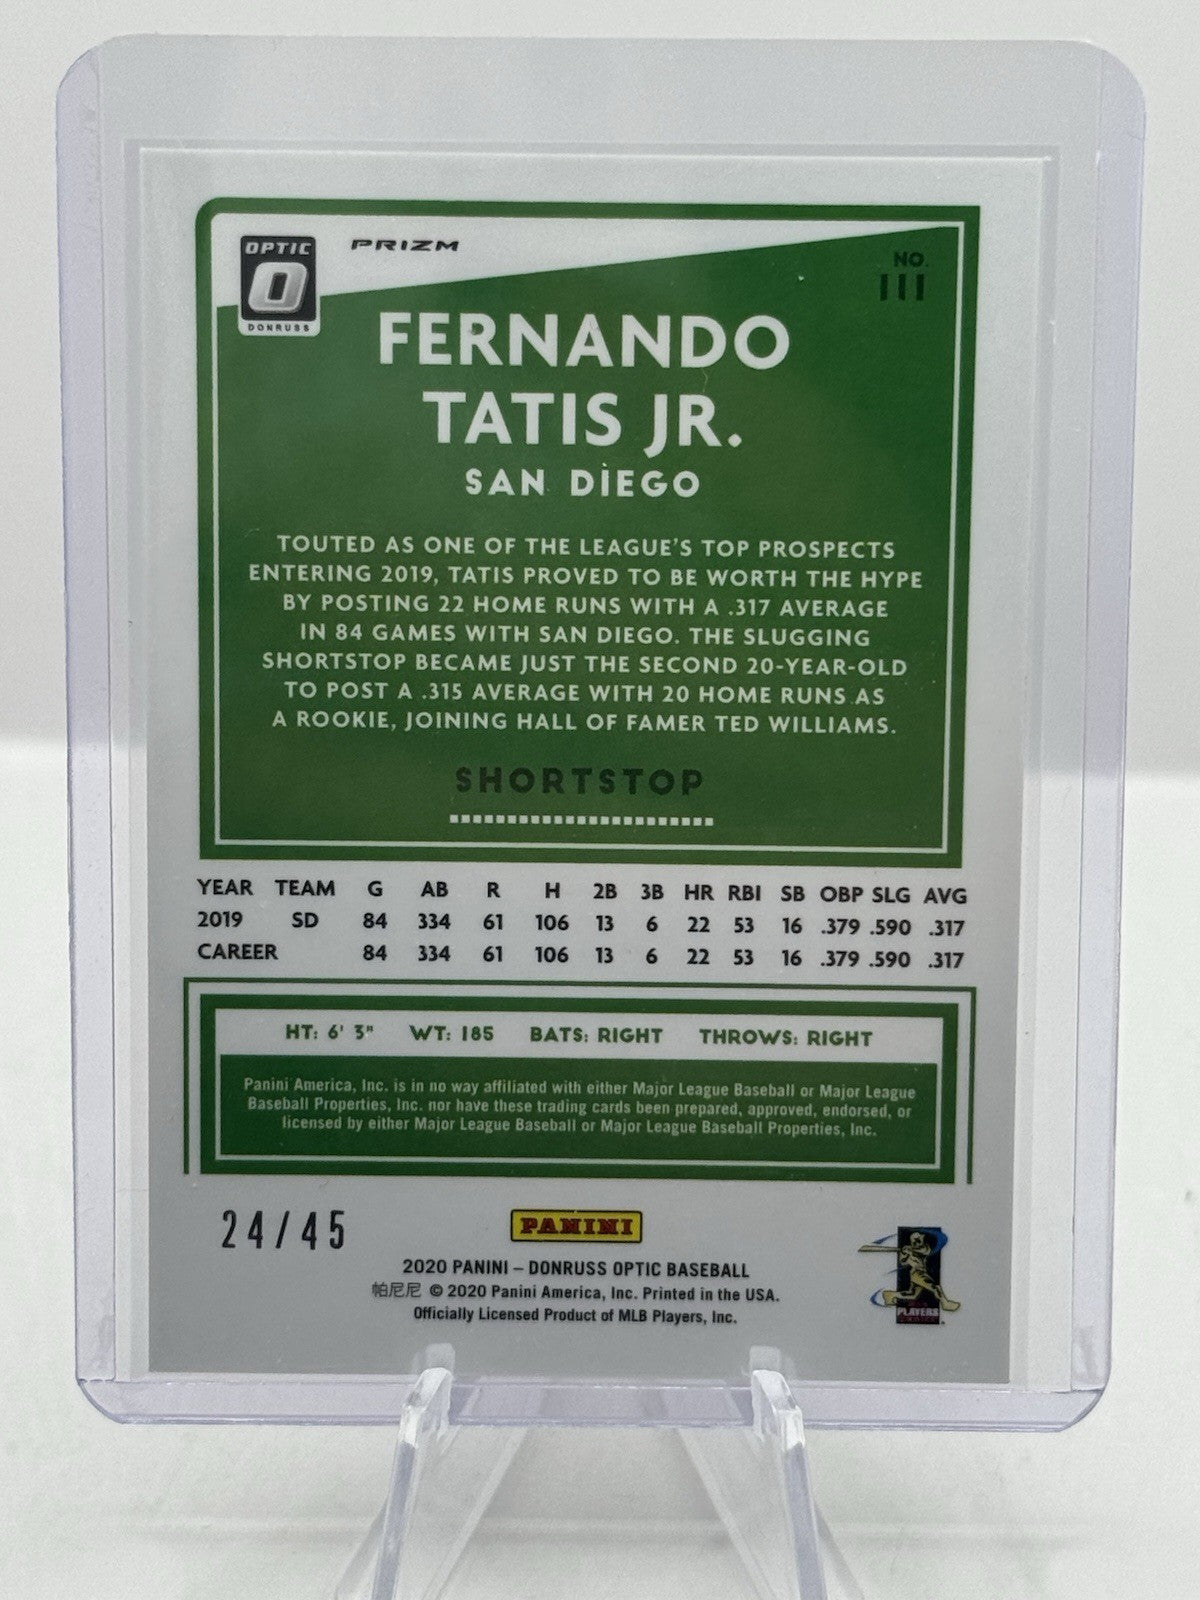 OPTIC
DONRUSS
PRIZM
NO.
111
FERNANDO
TATIS JR.
SAN DIEGO
TOUTED AS ONE OF THE LEAGUE'S TOP PROSPECTS
ENTERING 2019, TATIS PROVED TO BE WORTH THE HYPE
BY POSTING 22 HOME RUNS WITH A .317 AVERAGE
IN 84 GAMES WITH SAN DIEGO. THE SLUGGING
SHORTSTOP BECAME JUST THE SECOND 20-YEAR-OLD
TO POST A .315 AVERAGE WITH 20 HOME RUNS AS
A ROOKIE, JOINING HALL OF FAMER TED WILLIAMS.
SHORTSTOP
YEAR TEAM G AB R H 2B 3B HR RBI SB OBP SLG AVG
2019 SD 84 334 61 106 13 6 22 53 16 .379 .590 .317
CAREER 84 334 61 106 13 6 22 53 16 .379 .590 .317
HT: 6' 3" WT: 185 BATS: RIGHT THROWS: RIGHT
Panini America, Inc. is in no way affiliated with either Major League Baseball or Major League
Baseball Properties, Inc. nor have these trading cards been prepared, approved, endorsed, or
licensed by either Major League Baseball or Major League Baseball Properties, Inc.
24/45
PANINI
2020 PANINI – DONRUSS OPTIC BASEBALL
帕尼尼 © 2020 Panini America, Inc. Printed in the USA.
Officially Licensed Product of MLB Players, Inc.
PLAYERS